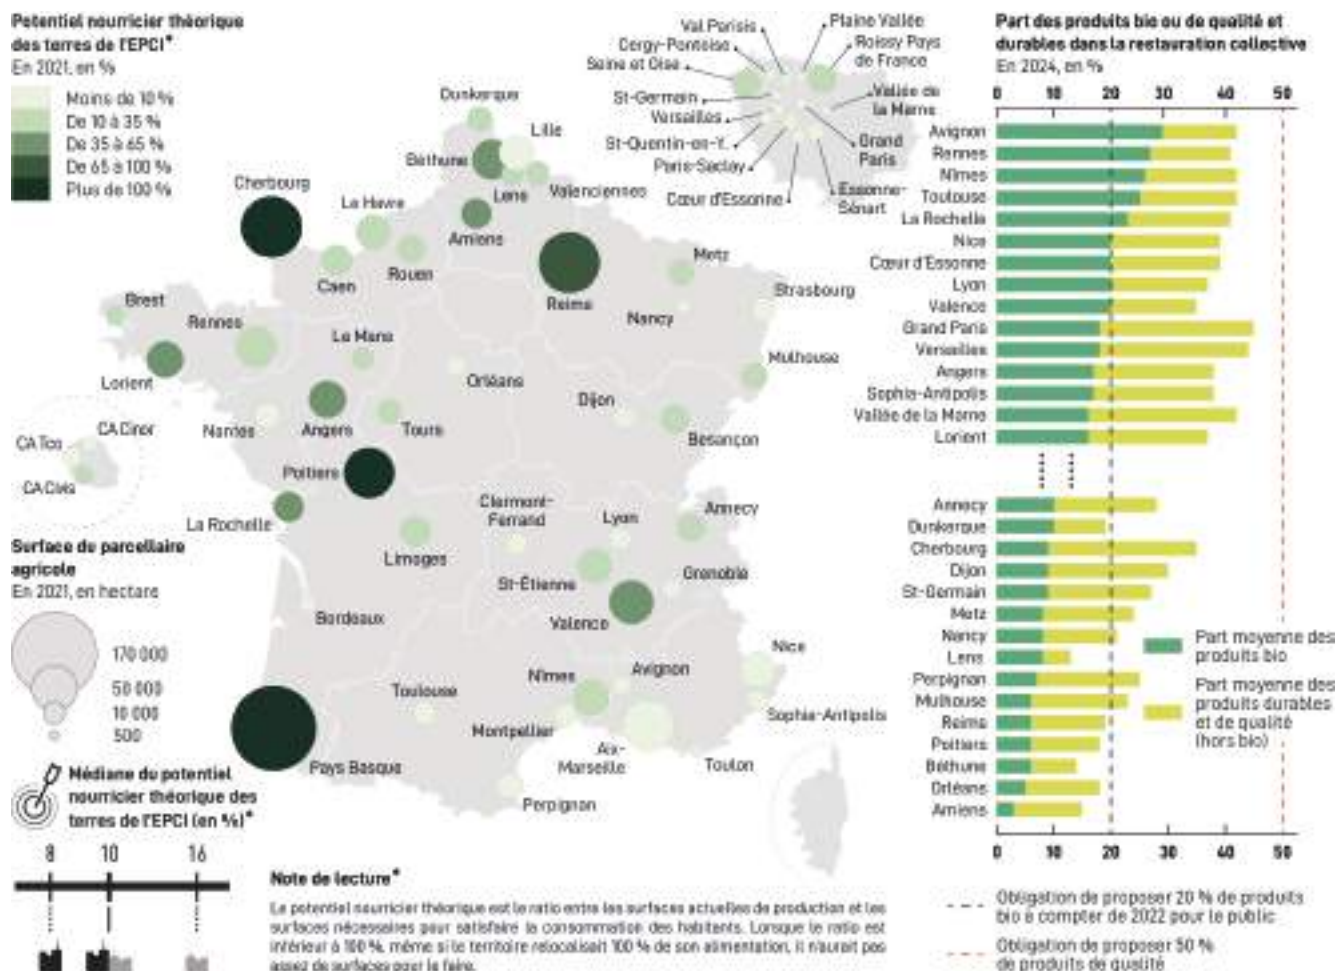 Potentiel nourricier théorique
des terres de l'EPCI*
En 2021, en %
Moins de 10 %
De 10 à 35 %
De 35 à 65 %
De 65 à 100 %
Plus de 100 %
Dunkerque
Lille
Béthune
Lens
Valenciennes
Cherbourg
Le Havre
Amiens
Rouen
Caen
Reims
Metz
Nancy
Strasbourg
Brest
Rennes
Le Mans
Orléans
Mulhouse
Lorient
Dijon
Nantes
Angers
Tours
Besançon
CA Tco
CA Cinor
CA Civis
Poitiers
La Rochelle
Clermont-
Ferrand
Lyon
Annecy
Limoges
St-Étienne
Grenoble
Bordeaux
Valence
Nice
Nîmes
Avignon
Toulouse
Montpellier
Sophia-Antipolis
Aix-
Marseille
Toulon
Pays Basque
Perpignan
Val Parisis
Plaine Vallée
Cergy-Pontoise
Roissy Pays
de France
Seine et Oise
St-Germain
Vallée de
la Marne
Versailles
St-Quentin-en-Y.
Grand
Paris
Paris-Saclay
Cœur d'Essonne
Essonne-
Sénart
Surface du parcellaire
agricole
En 2021, en hectare
170 000
50 000
10 000
500
Médiane du potentiel
nourricier théorique des
terres de l'EPCI (en %)*
8 10 16
Note de lecture*
Le potentiel nourricier théorique est le ratio entre les surfaces actuelles de production et les
surfaces nécessaires pour satisfaire la consommation des habitants. Lorsque le ratio est
inférieur à 100 %, même si le territoire relocalisait 100 % de son alimentation, il n'aurait pas
assez de surfaces pour le faire.
Part des produits bio ou de qualité et
durables dans la restauration collective
En 2024, en %
0 10 20 30 40 50
Avignon
Rennes
Nîmes
Toulouse
La Rochelle
Nice
Cœur d'Essonne
Lyon
Valence
Grand Paris
Versailles
Angers
Sophia-Antipolis
Vallée de la Marne
Lorient
Annecy
Dunkerque
Cherbourg
Dijon
St-Germain
Metz
Nancy
Lens
Perpignan
Mulhouse
Reims
Poitiers
Béthune
Orléans
Amiens
0 10 20 30 40 50
Part moyenne des
produits bio
Part moyenne des
produits durables
et de qualité
(hors bio)
Obligation de proposer 20 % de produits
bio à compter de 2022 pour le public
Obligation de proposer 50 %
de produits de qualité